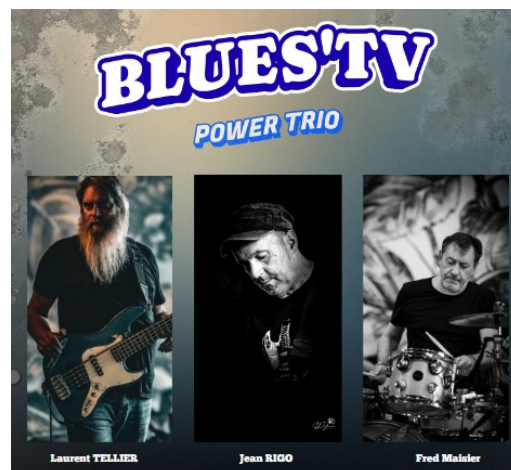 BLUES'TV
POWER TRIO
Laurent TELLIER
Jean RIGO
Fred Maisier